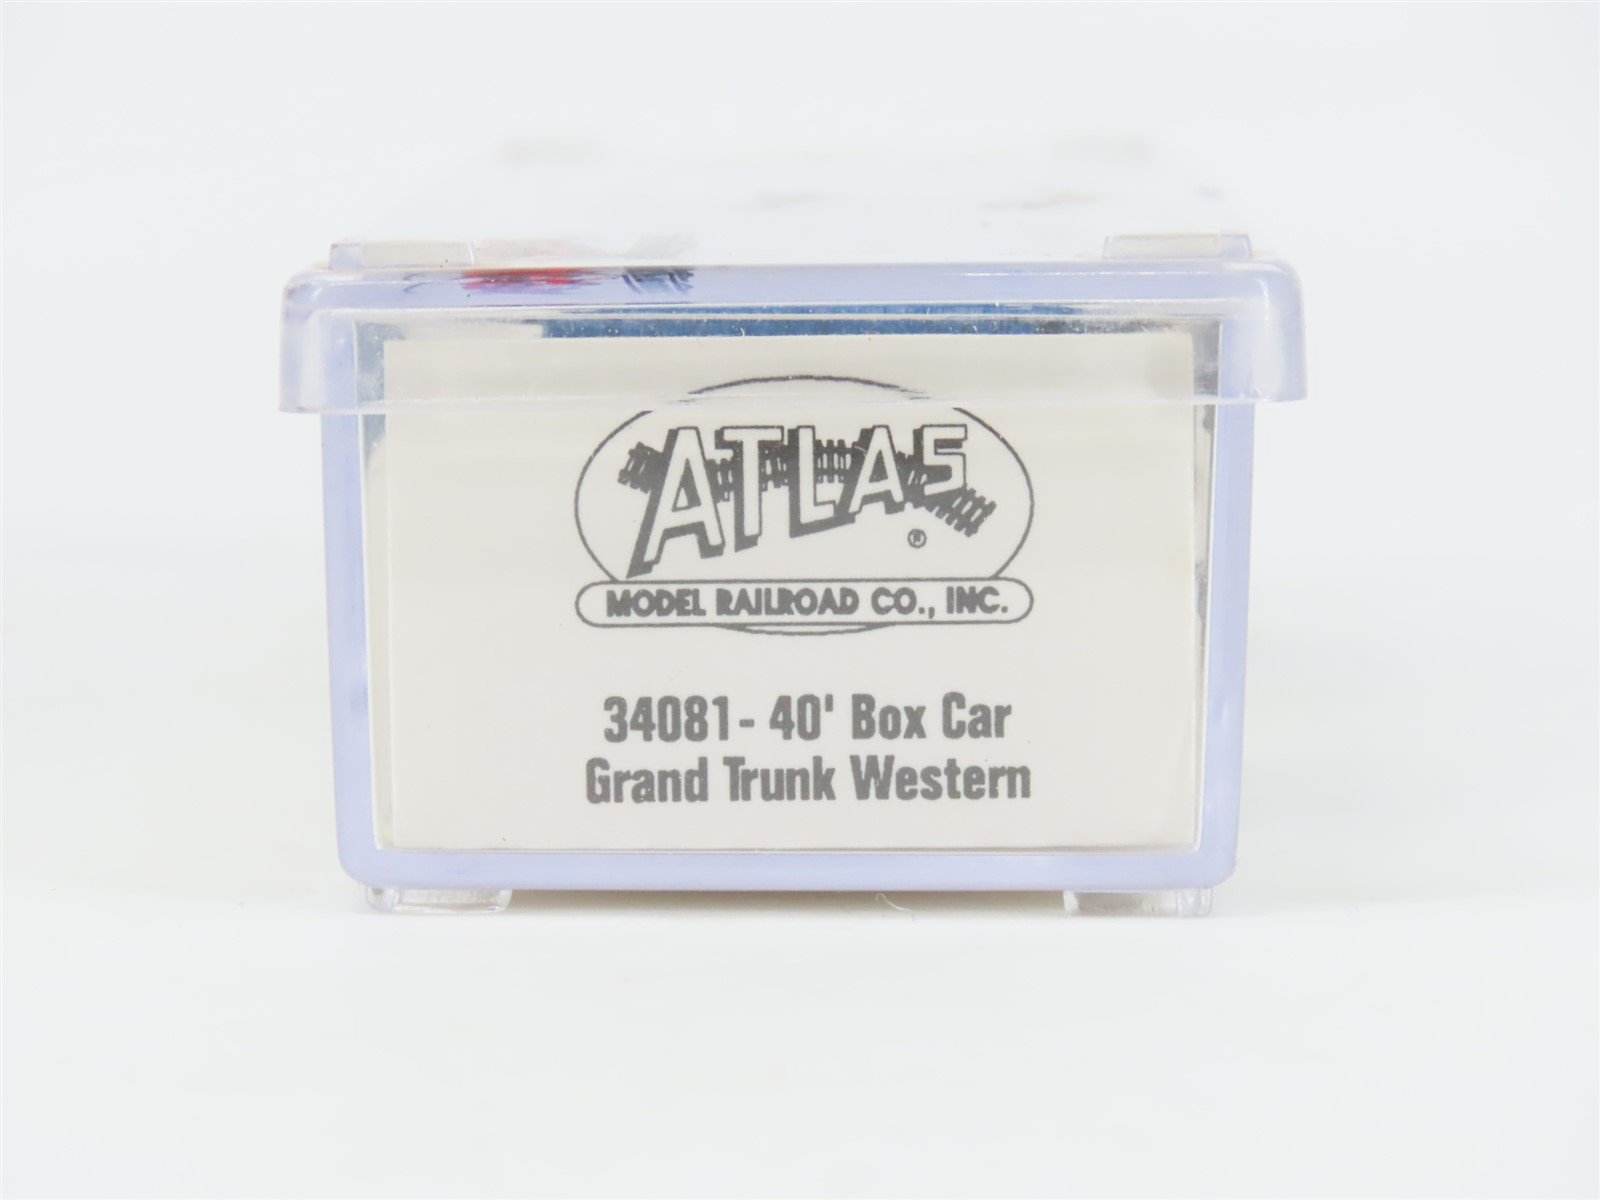 ATLAS ®
MODEL RAILROAD CO., INC.
34081- 40' Box Car
Grand Trunk Western